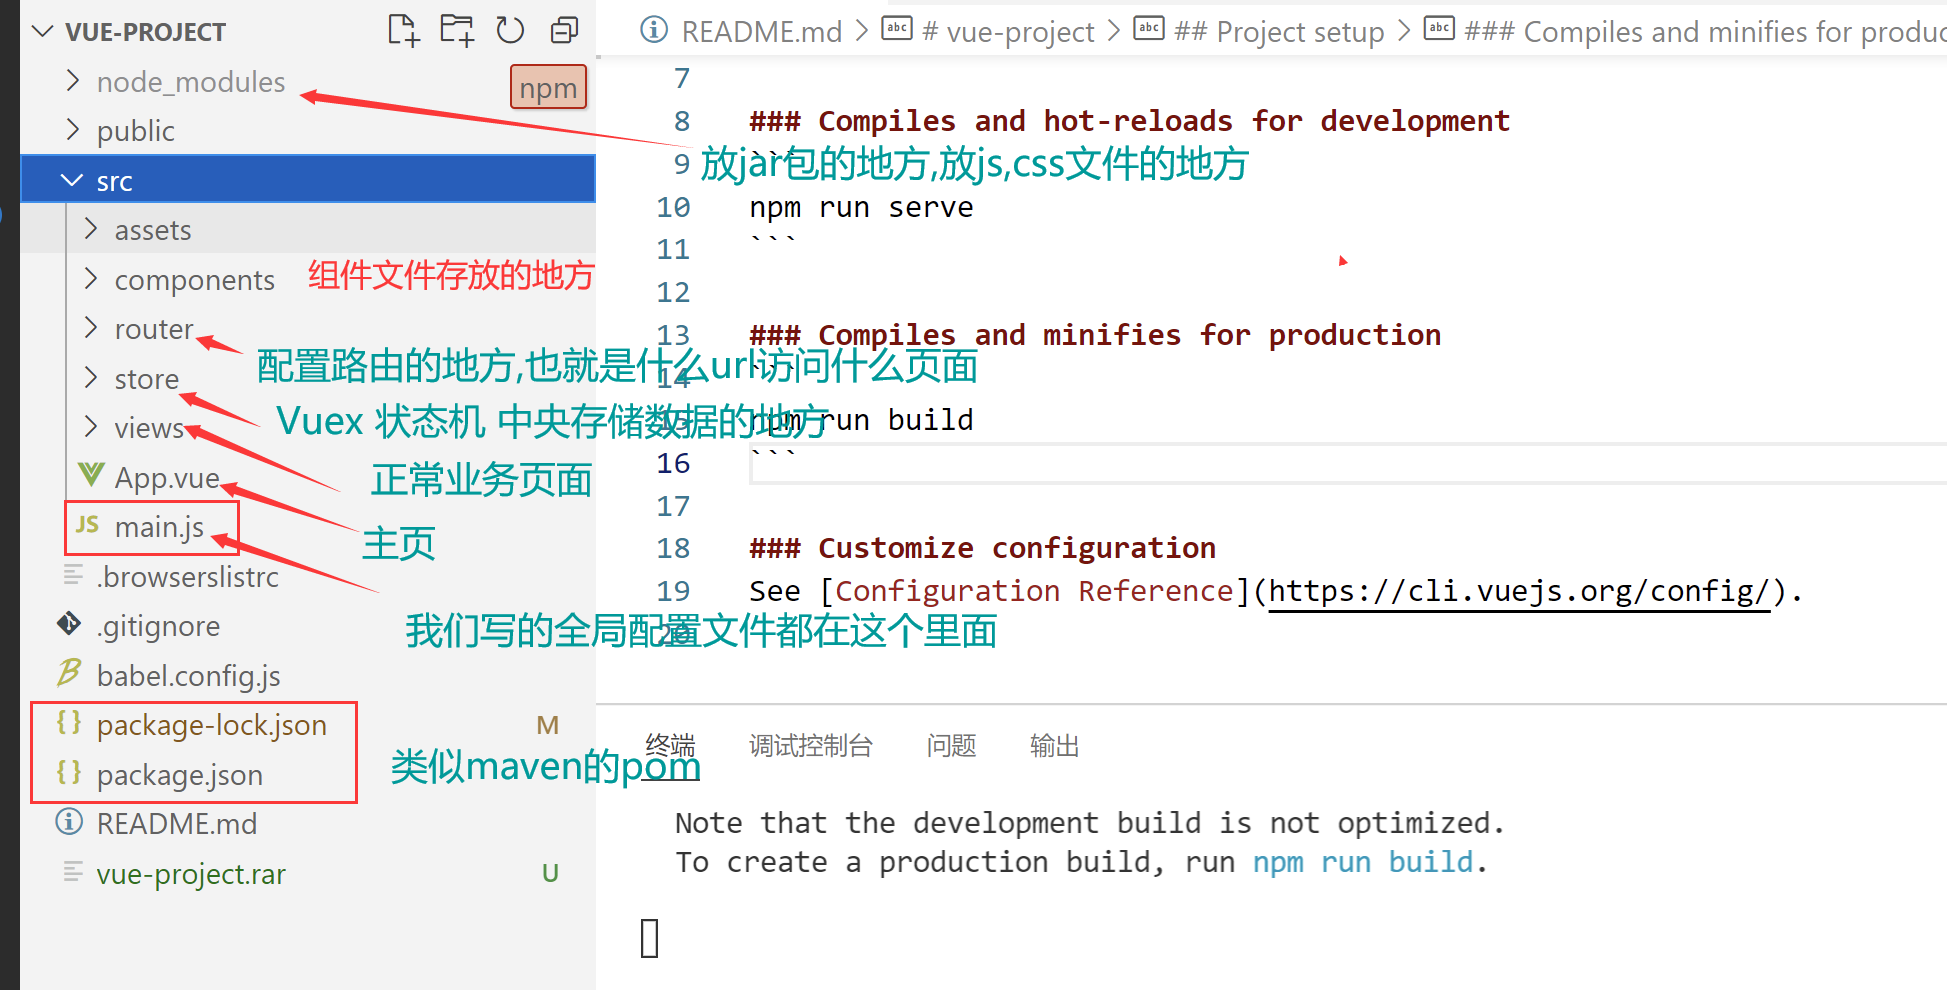 VUE-PROJECT
node_modules
npm
public
src
assets
components
组件文件存放的地方
router
store
views
App.vue
JS main.js
.browserslistrc
.gitignore
babel.config.js
{} package-lock.json M
{} package.json
README.md
vue-project.rar U
README.md > abc # vue-project > abc ## Project setup > abc ### Compiles and minifies for produc
7
8 ### Compiles and hot-reloads for development
9 ```
放jar包的地方,放js,css文件的地方
10 npm run serve
11 ```
12
13 ### Compiles and minifies for production
配置路由的地方,也就是什么url访问什么页面
14 ```
Vuex 状态机 中央存储数据的地方
15 npm run build
16 ```
正常业务页面
17
主页
18 ### Customize configuration
19 See [Configuration Reference](https://cli.vuejs.org/config/).
20
我们写的全局配置文件都在这个里面
类似maven的pom
终端 调试控制台 问题 输出
Note that the development build is not optimized.
To create a production build, run npm run build.